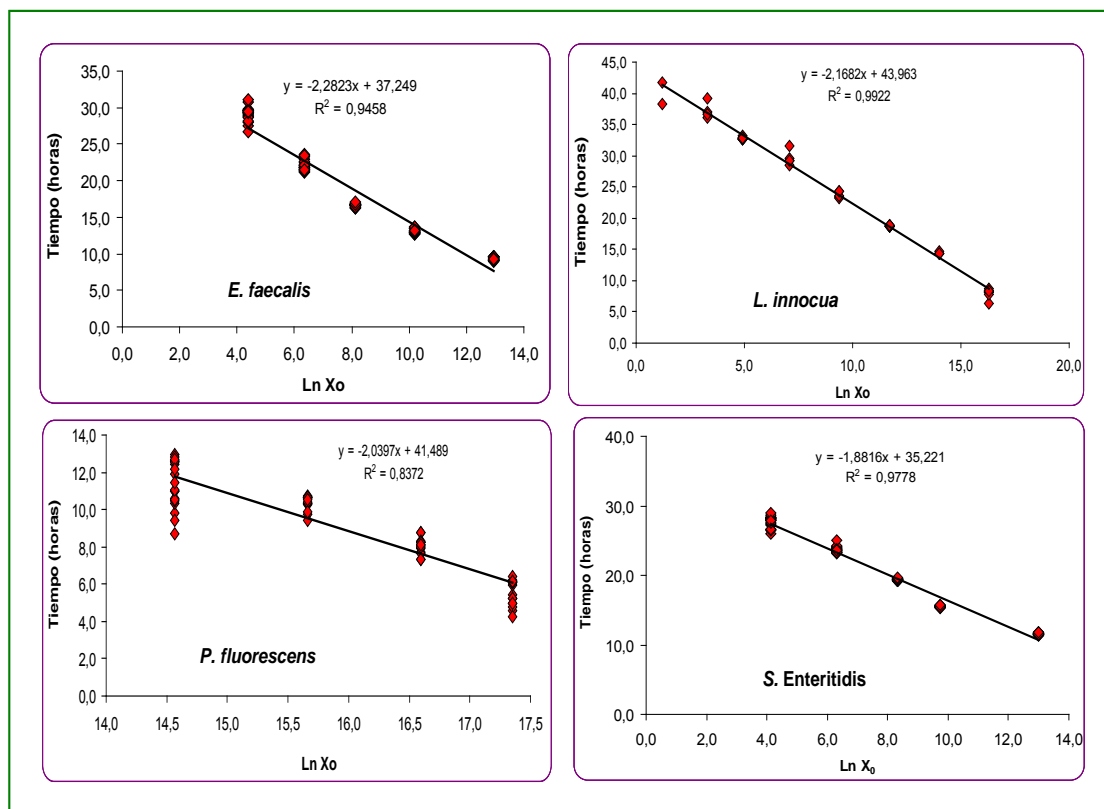 y = -2,2823x + 37,249
R² = 0,9458
35,0
30,0
25,0
20,0
15,0
10,0
5,0
0,0
Tiempo (horas)
E. faecalis
0,0 2,0 4,0 6,0 8,0 10,0 12,0 14,0
Ln Xo
y = -2,1682x + 43,963
R² = 0,9922
45,0
40,0
35,0
30,0
25,0
20,0
15,0
10,0
5,0
0,0
Tiempo (horas)
L. innocua
0,0 5,0 10,0 15,0 20,0
Ln Xo
y = -2,0397x + 41,489
R² = 0,8372
14,0
12,0
10,0
8,0
6,0
4,0
2,0
0,0
Tiempo (horas)
P. fluorescens
14,0 14,5 15,0 15,5 16,0 16,5 17,0 17,5
Ln Xo
y = -1,8816x + 35,221
R² = 0,9778
40,0
30,0
20,0
10,0
0,0
Tiempo (horas)
S. Enteritidis
0,0 2,0 4,0 6,0 8,0 10,0 12,0 14,0
Ln X₀